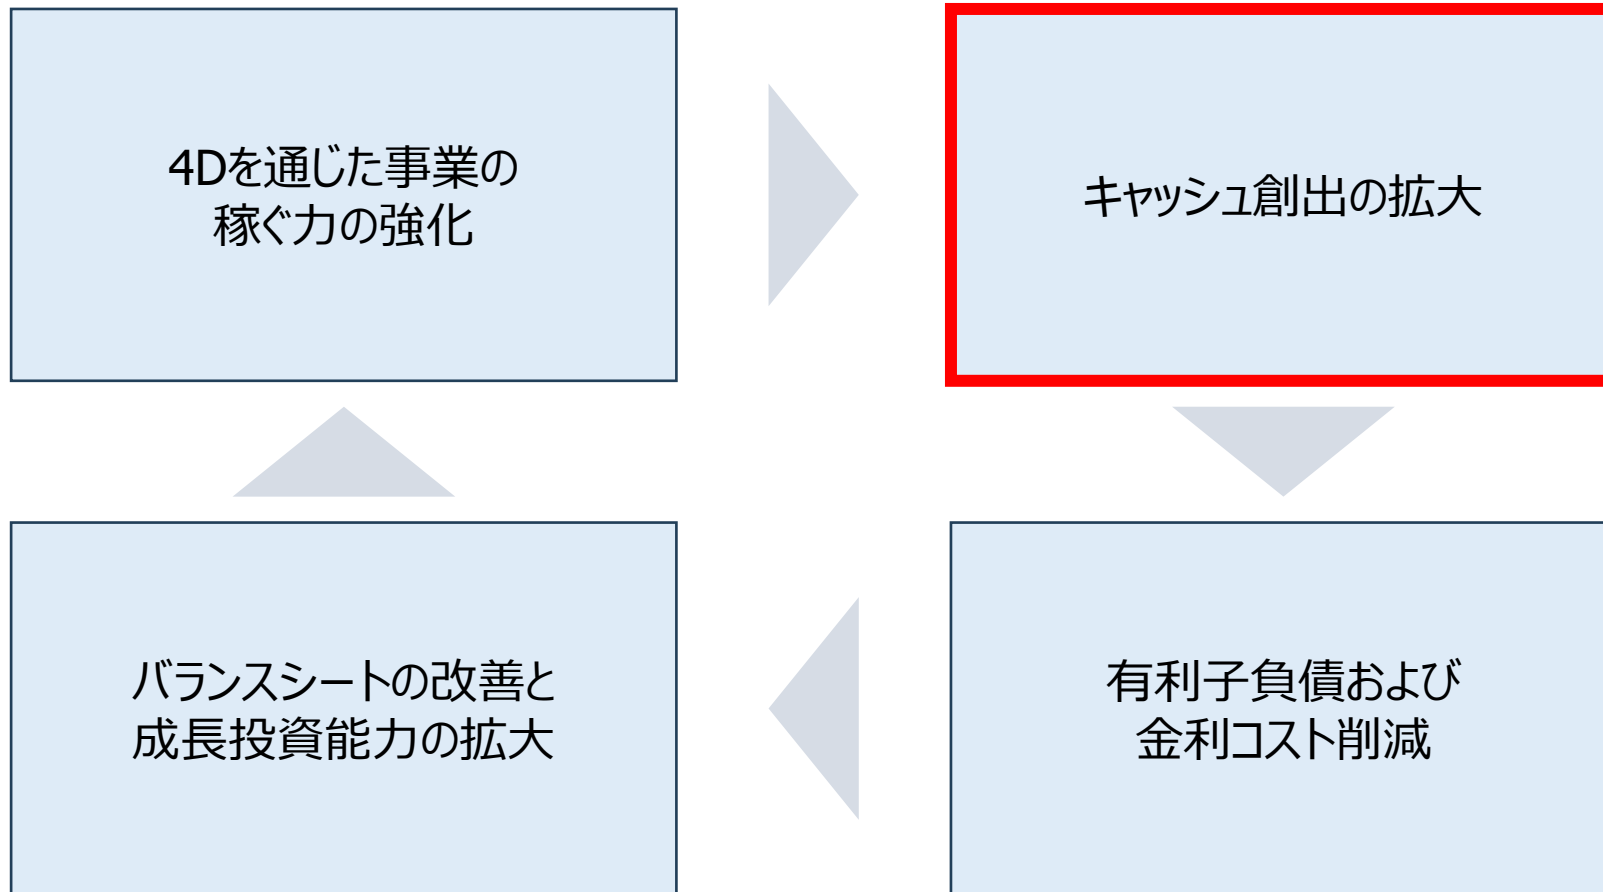 4Dを通じた事業の
稼ぐ力の強化
キャッシュ創出の拡大
バランスシートの改善と
成長投資能力の拡大
有利子負債および
金利コスト削減